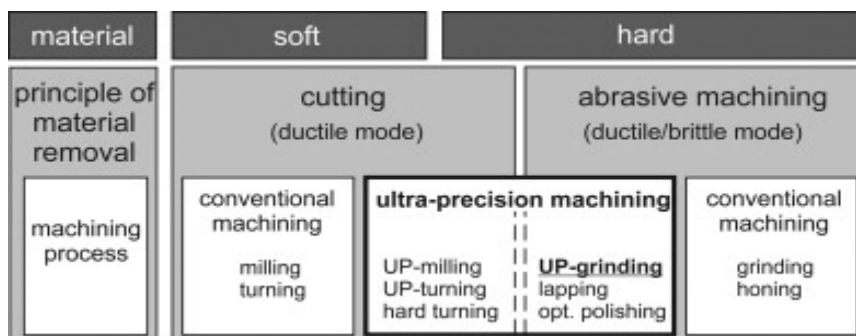 material
soft
hard
principle of
material
removal
cutting
(ductile mode)
abrasive machining
(ductile/brittle mode)
machining
process
conventional
machining
milling
turning
ultra-precision machining
UP-milling
UP-turning
hard turning
UP-grinding
lapping
opt. polishing
conventional
machining
grinding
honing